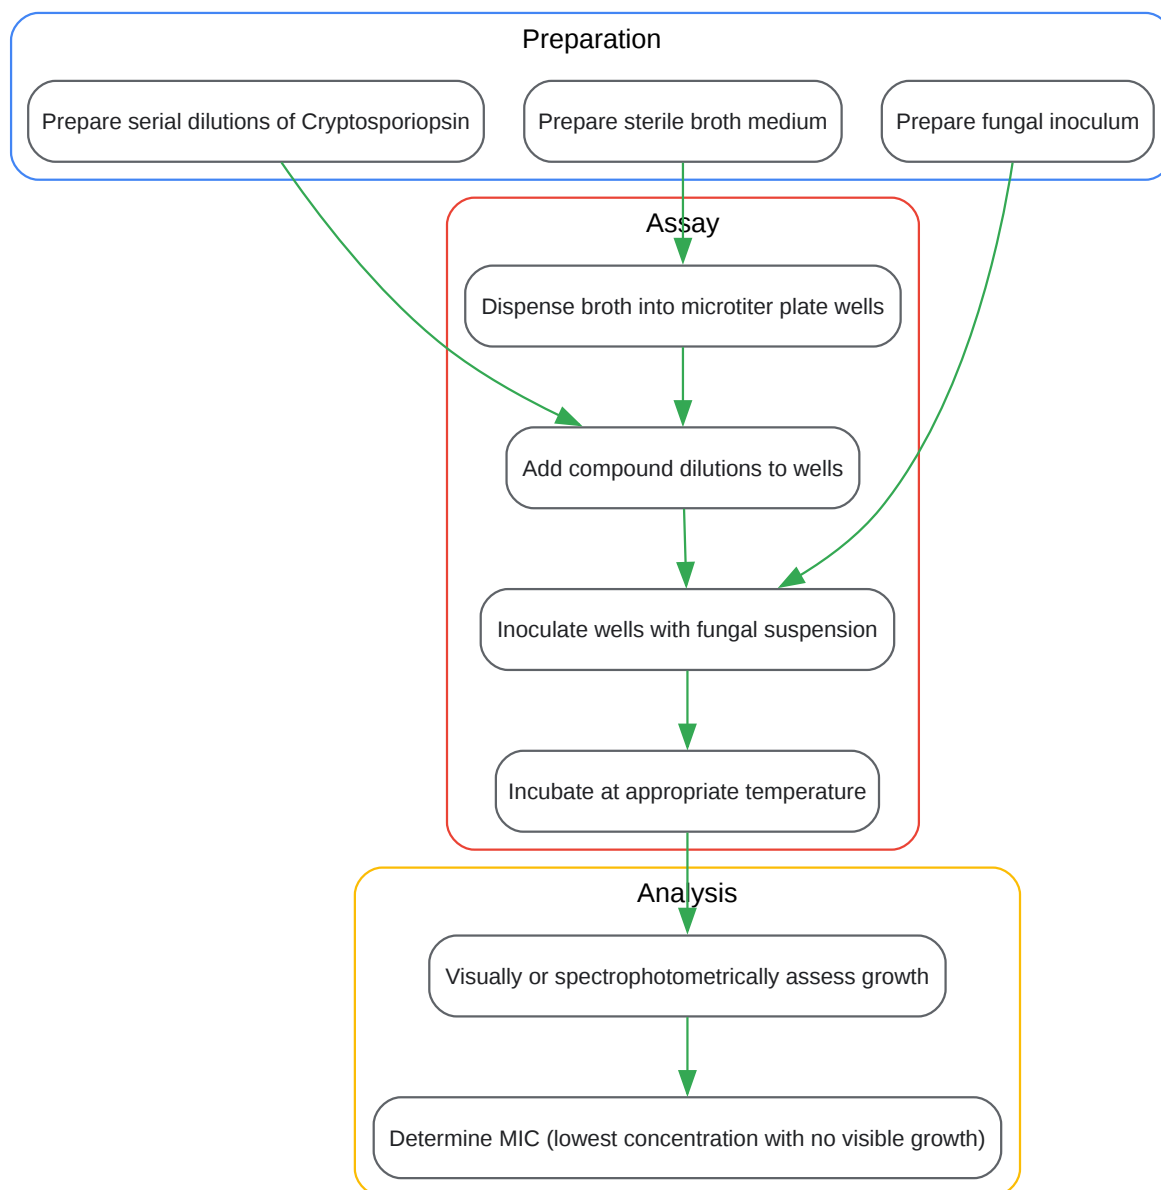 Preparation
Prepare serial dilutions of Cryptosporiopsin
Prepare sterile broth medium
Prepare fungal inoculum
Assay
Dispense broth into microtiter plate wells
Add compound dilutions to wells
Inoculate wells with fungal suspension
Incubate at appropriate temperature
Analysis
Visually or spectrophotometrically assess growth
Determine MIC (lowest concentration with no visible growth)